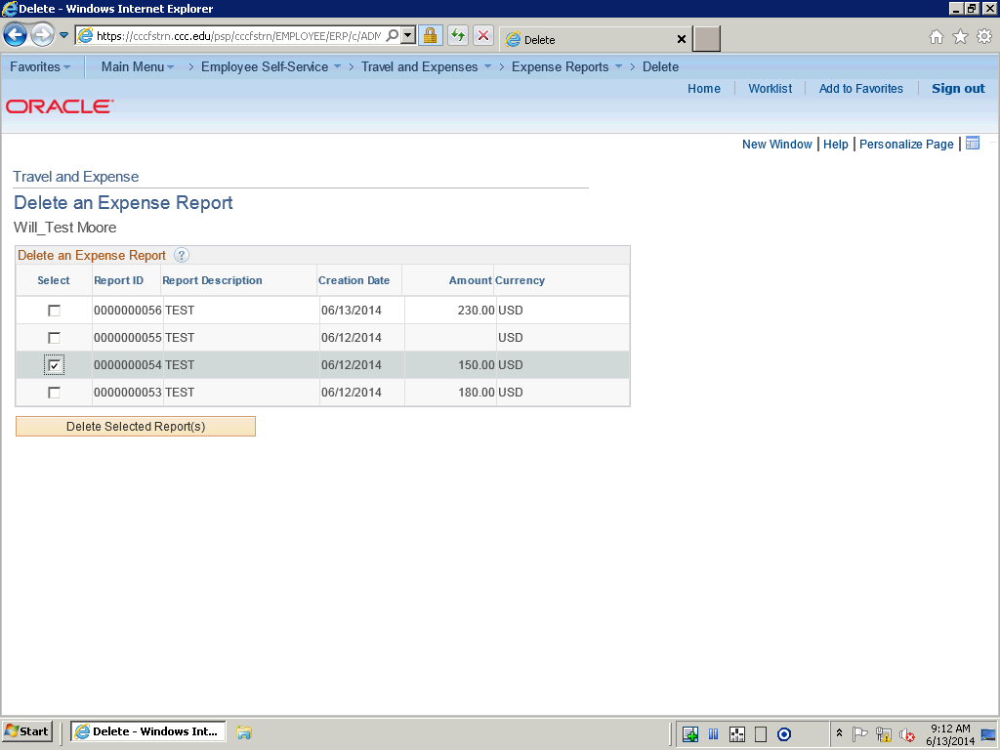 Delete - Windows Internet Explorer
https://cccfstrn.ccc.edu/psp/cccfstrn/EMPLOYEE/ERP/c/ADM
Delete
Favorites Main Menu > Employee Self-Service > Travel and Expenses > Expense Reports > Delete
Home Worklist Add to Favorites Sign out
ORACLE
New Window | Help | Personalize Page |
Travel and Expense
Delete an Expense Report
Will_Test Moore
Delete an Expense Report ?
Select Report ID Report Description Creation Date Amount Currency
0000000056 TEST 06/13/2014 230.00 USD
0000000055 TEST 06/12/2014 USD
0000000054 TEST 06/12/2014 150.00 USD
0000000053 TEST 06/12/2014 180.00 USD
Delete Selected Report(s)
Start Delete - Windows Int... 9:12 AM
6/13/2014